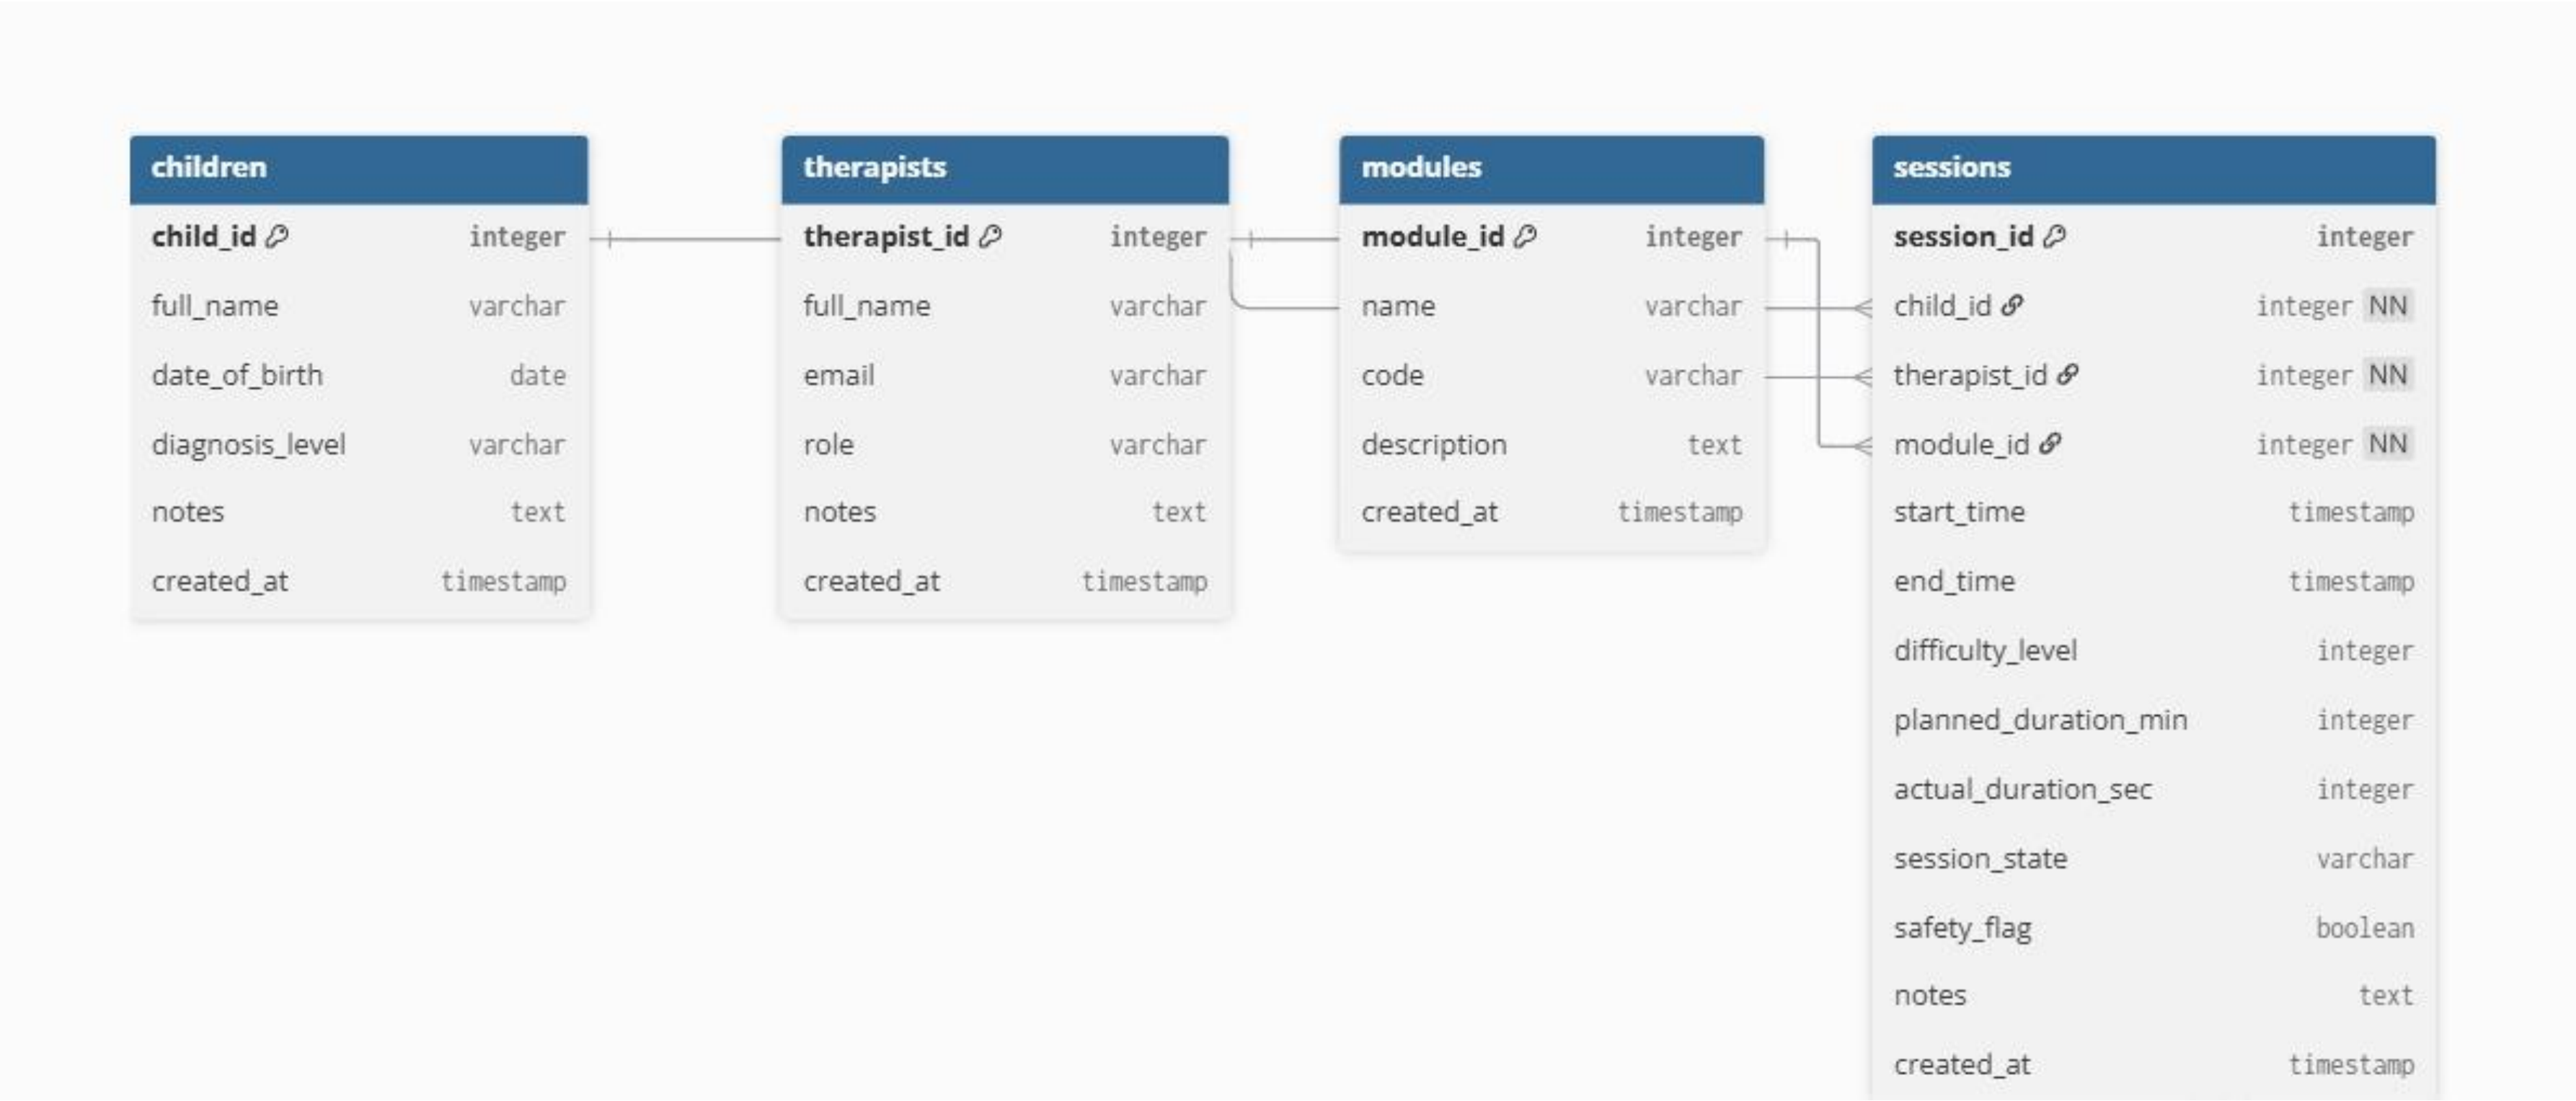 children
child_id integer
full_name varchar
date_of_birth date
diagnosis_level varchar
notes text
created_at timestamp
therapists
therapist_id integer
full_name varchar
email varchar
role varchar
notes text
created_at timestamp
modules
module_id integer
name varchar
code varchar
description text
created_at timestamp
sessions
session_id integer
child_id integer NN
therapist_id integer NN
module_id integer NN
start_time timestamp
end_time timestamp
difficulty_level integer
planned_duration_min integer
actual_duration_sec integer
session_state varchar
safety_flag boolean
notes text
created_at timestamp